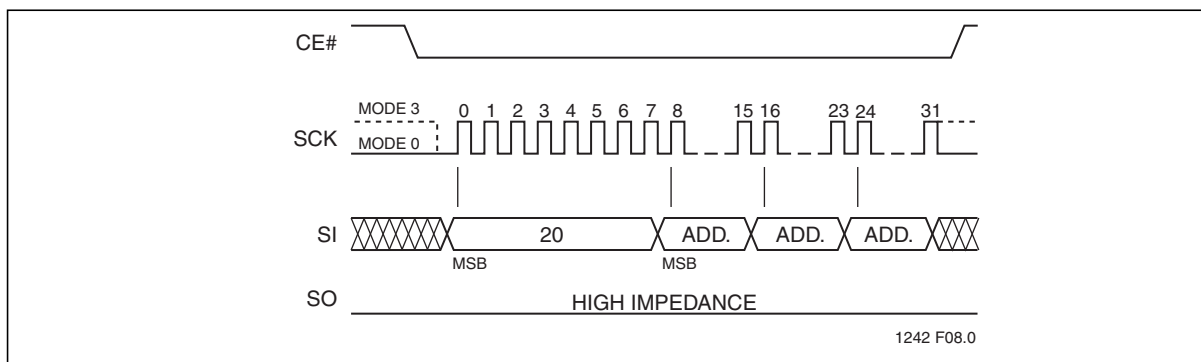 CE#
MODE 3 0 1 2 3 4 5 6 7 8 15 16 23 24 31
SCK
MODE 0
SI 20 ADD. ADD. ADD.
MSB MSB
SO HIGH IMPEDANCE
1242 F08.0